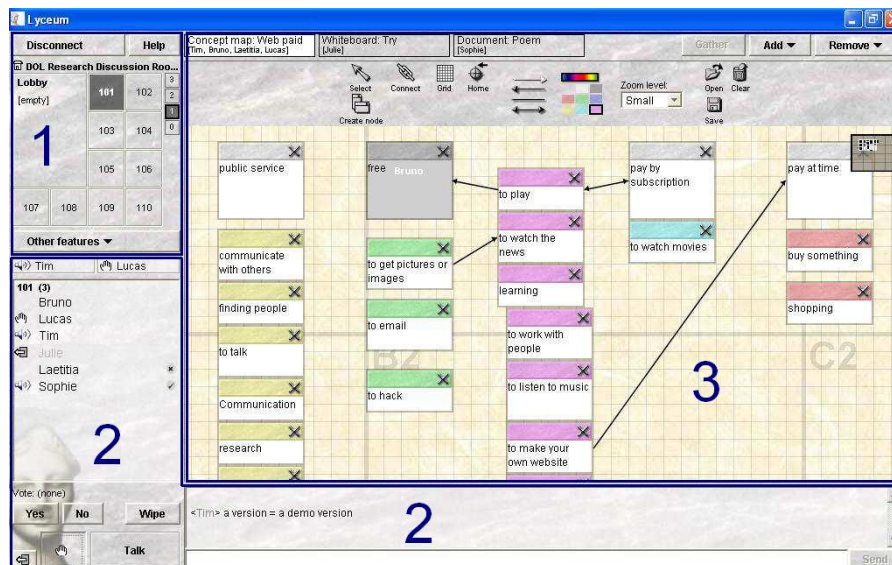 Lyceum
Disconnect
Help
DOL Research Discussion Roo...
Lobby
[empty]
101
102
3
2
1
0
103
104
105
106
107
108
109
110
1
Other features
Tim
Lucas
101 (3)
Bruno
Lucas
Tim
Julie
Laetitia
Sophie
2
Vote: (none)
Yes
No
Wipe
Talk
Concept map: Web paid
[Tim, Bruno, Laetitia, Lucas]
Whiteboard: Try
[Julie]
Document: Poem
[Sophie]
Gather
Add
Remove
Select
Connect
Grid
Home
Create node
Zoom level:
Small
Open
Clear
Save
public service
communicate
with others
finding people
to talk
Communication
research
free
Bruno
to get pictures or
images
to email
B2
to hack
to play
to watch the
news
learning
to work with
people
to listen to music
to make your
own website
pay by
subscription
to watch movies
pay at time
buy something
shopping
C2
3
<Tim> a version = a demo version
2
Send